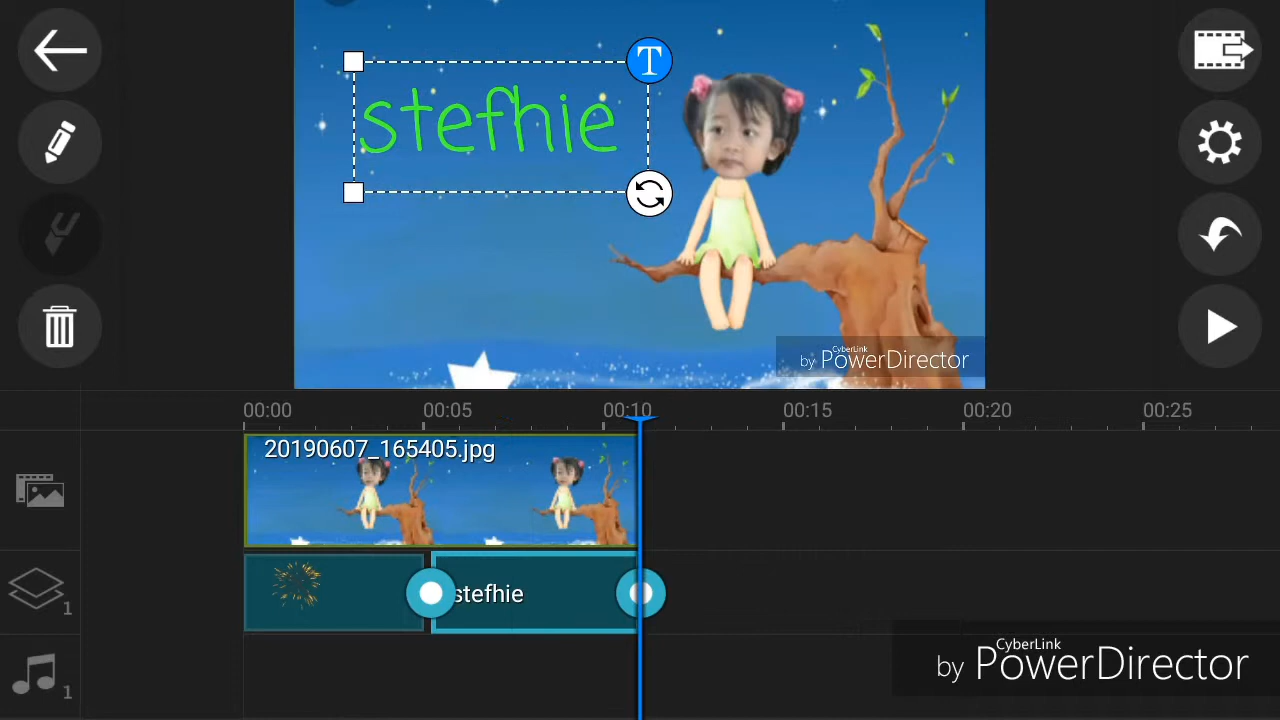 T
stefhie
CyberLink
by PowerDirector
00:00 00:05 00:10 00:15 00:20 00:25
20190607_165405.jpg
stefhie
1
CyberLink
by PowerDirector
1